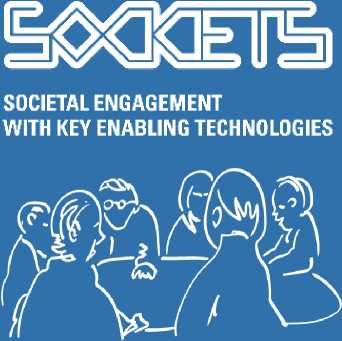 SOCKETS
SOCIETAL ENGAGEMENT
WITH KEY ENABLING TECHNOLOGIES